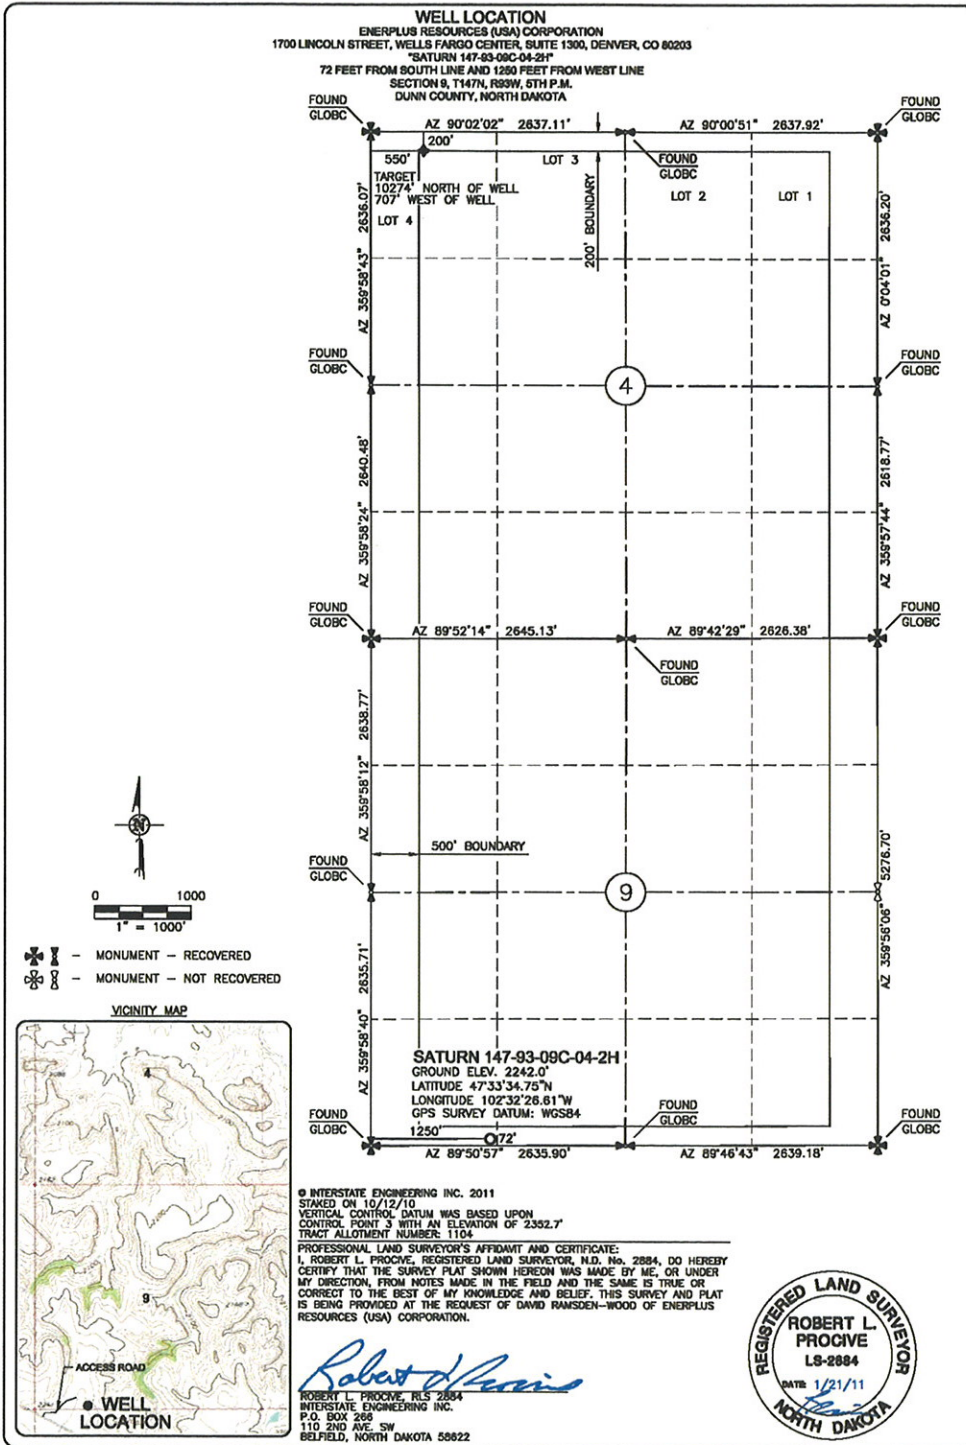 WELL LOCATION
ENERPLUS RESOURCES (USA) CORPORATION
1700 LINCOLN STREET, WELLS FARGO CENTER, SUITE 1300, DENVER, CO 80203
"SATURN 147-93-09C-04-2H"
72 FEET FROM SOUTH LINE AND 1250 FEET FROM WEST LINE
SECTION 9, T147N, R93W, 5TH P.M.
DUNN COUNTY, NORTH DAKOTA
FOUND
GLOBC
FOUND
GLOBC
AZ 90°02'02" 2637.11'
AZ 90°00'51" 2637.92'
200'
550'
LOT 3
FOUND
GLOBC
TARGET
10274' NORTH OF WELL
707' WEST OF WELL
LOT 4
LOT 2
LOT 1
200' BOUNDARY
AZ 359°58'43" 2636.07'
AZ 0°04'01" 2636.20'
FOUND
GLOBC
FOUND
GLOBC
4
AZ 359°58'24" 2640.48'
AZ 359°57'44" 2618.77'
FOUND
GLOBC
FOUND
GLOBC
AZ 89°52'14" 2645.13'
AZ 89°42'29" 2626.38'
FOUND
GLOBC
AZ 359°58'12" 2638.77'
500' BOUNDARY
FOUND
GLOBC
9
AZ 359°56'06" 5276.70'
N
0 1000
1" = 1000'
- MONUMENT - RECOVERED
- MONUMENT - NOT RECOVERED
AZ 359°58'40" 2635.71'
SATURN 147-93-09C-04-2H
GROUND ELEV. 2242.0'
LATITUDE 47°33'34.75"N
LONGITUDE 102°32'26.61"W
GPS SURVEY DATUM: WGS84
FOUND
GLOBC
FOUND
GLOBC
FOUND
GLOBC
1250'
72'
AZ 89°50'57" 2635.90'
AZ 89°46'43" 2639.18'
VICINITY MAP
4
9
ACCESS ROAD
WELL
LOCATION
© INTERSTATE ENGINEERING INC. 2011
STAKED ON 10/12/10
VERTICAL CONTROL DATUM WAS BASED UPON
CONTROL POINT 3 WITH AN ELEVATION OF 2352.7'
TRACT ALLOTMENT NUMBER: 1104
PROFESSIONAL LAND SURVEYOR'S AFFIDAVIT AND CERTIFICATE:
I, ROBERT L. PROCIVE, REGISTERED LAND SURVEYOR, N.D. No. 2884, DO HEREBY
CERTIFY THAT THE SURVEY PLAT SHOWN HEREON WAS MADE BY ME, OR UNDER
MY DIRECTION, FROM NOTES MADE IN THE FIELD AND THE SAME IS TRUE OR
CORRECT TO THE BEST OF MY KNOWLEDGE AND BELIEF. THIS SURVEY AND PLAT
IS BEING PROVIDED AT THE REQUEST OF DAVID RAMSDEN-WOOD OF ENERPLUS
RESOURCES (USA) CORPORATION.
Robert L Procive
ROBERT L. PROCIVE, RLS 2884
INTERSTATE ENGINEERING INC.
P.O. BOX 266
110 2ND AVE. SW
BELFIELD, NORTH DAKOTA 58622
REGISTERED LAND SURVEYOR
ROBERT L.
PROCIVE
LS-2884
DATE: 1/21/11
NORTH DAKOTA